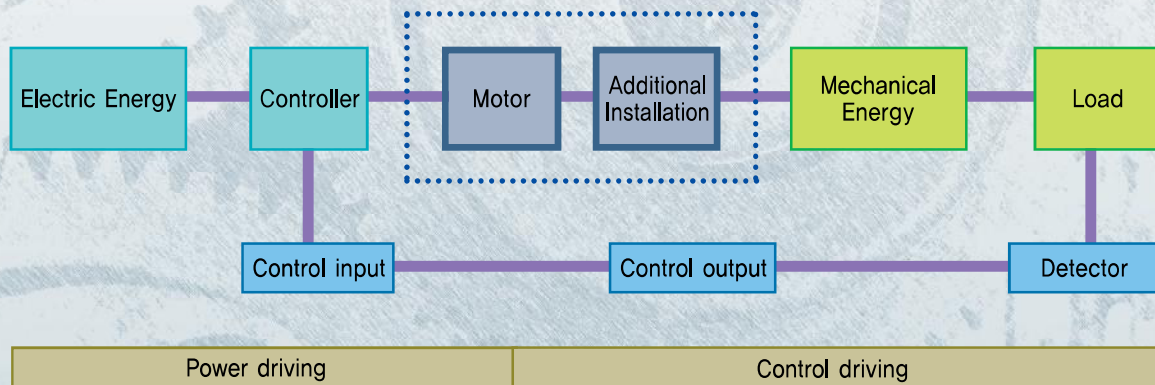 Electric Energy
Controller
Motor
Additional
Installation
Mechanical
Energy
Load
Control input
Control output
Detector
Power driving
Control driving